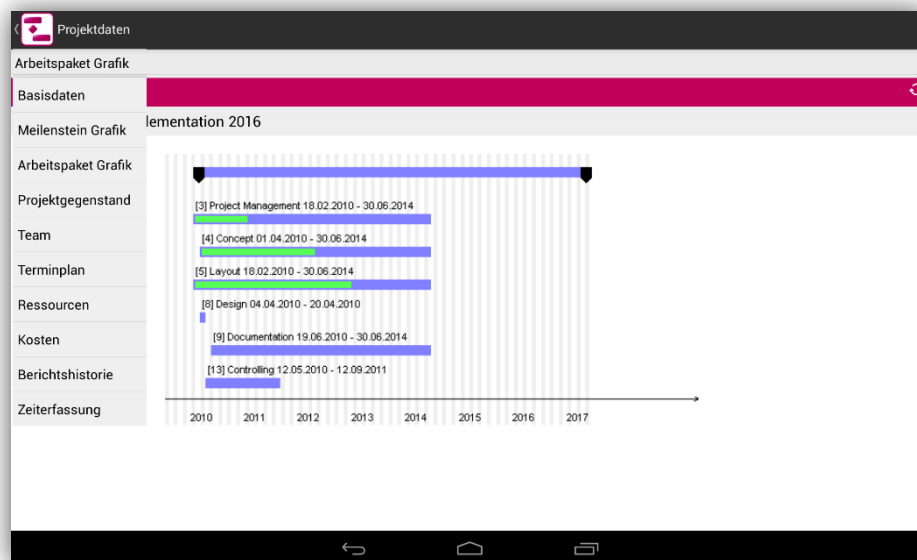 Projektdaten
Arbeitspaket Grafik
Basisdaten
Meilenstein Grafik
lementation 2016
Arbeitspaket Grafik
Projektgegenstand
Team
Terminplan
Ressourcen
Kosten
Berichtshistorie
Zeiterfassung
[3] Project Management 18.02.2010 - 30.06.2014
[4] Concept 01.04.2010 - 30.06.2014
[5] Layout 18.02.2010 - 30.06.2014
[8] Design 04.04.2010 - 20.04.2010
[9] Documentation 19.06.2010 - 30.06.2014
[13] Controlling 12.05.2010 - 12.09.2011
2010 2011 2012 2013 2014 2015 2016 2017